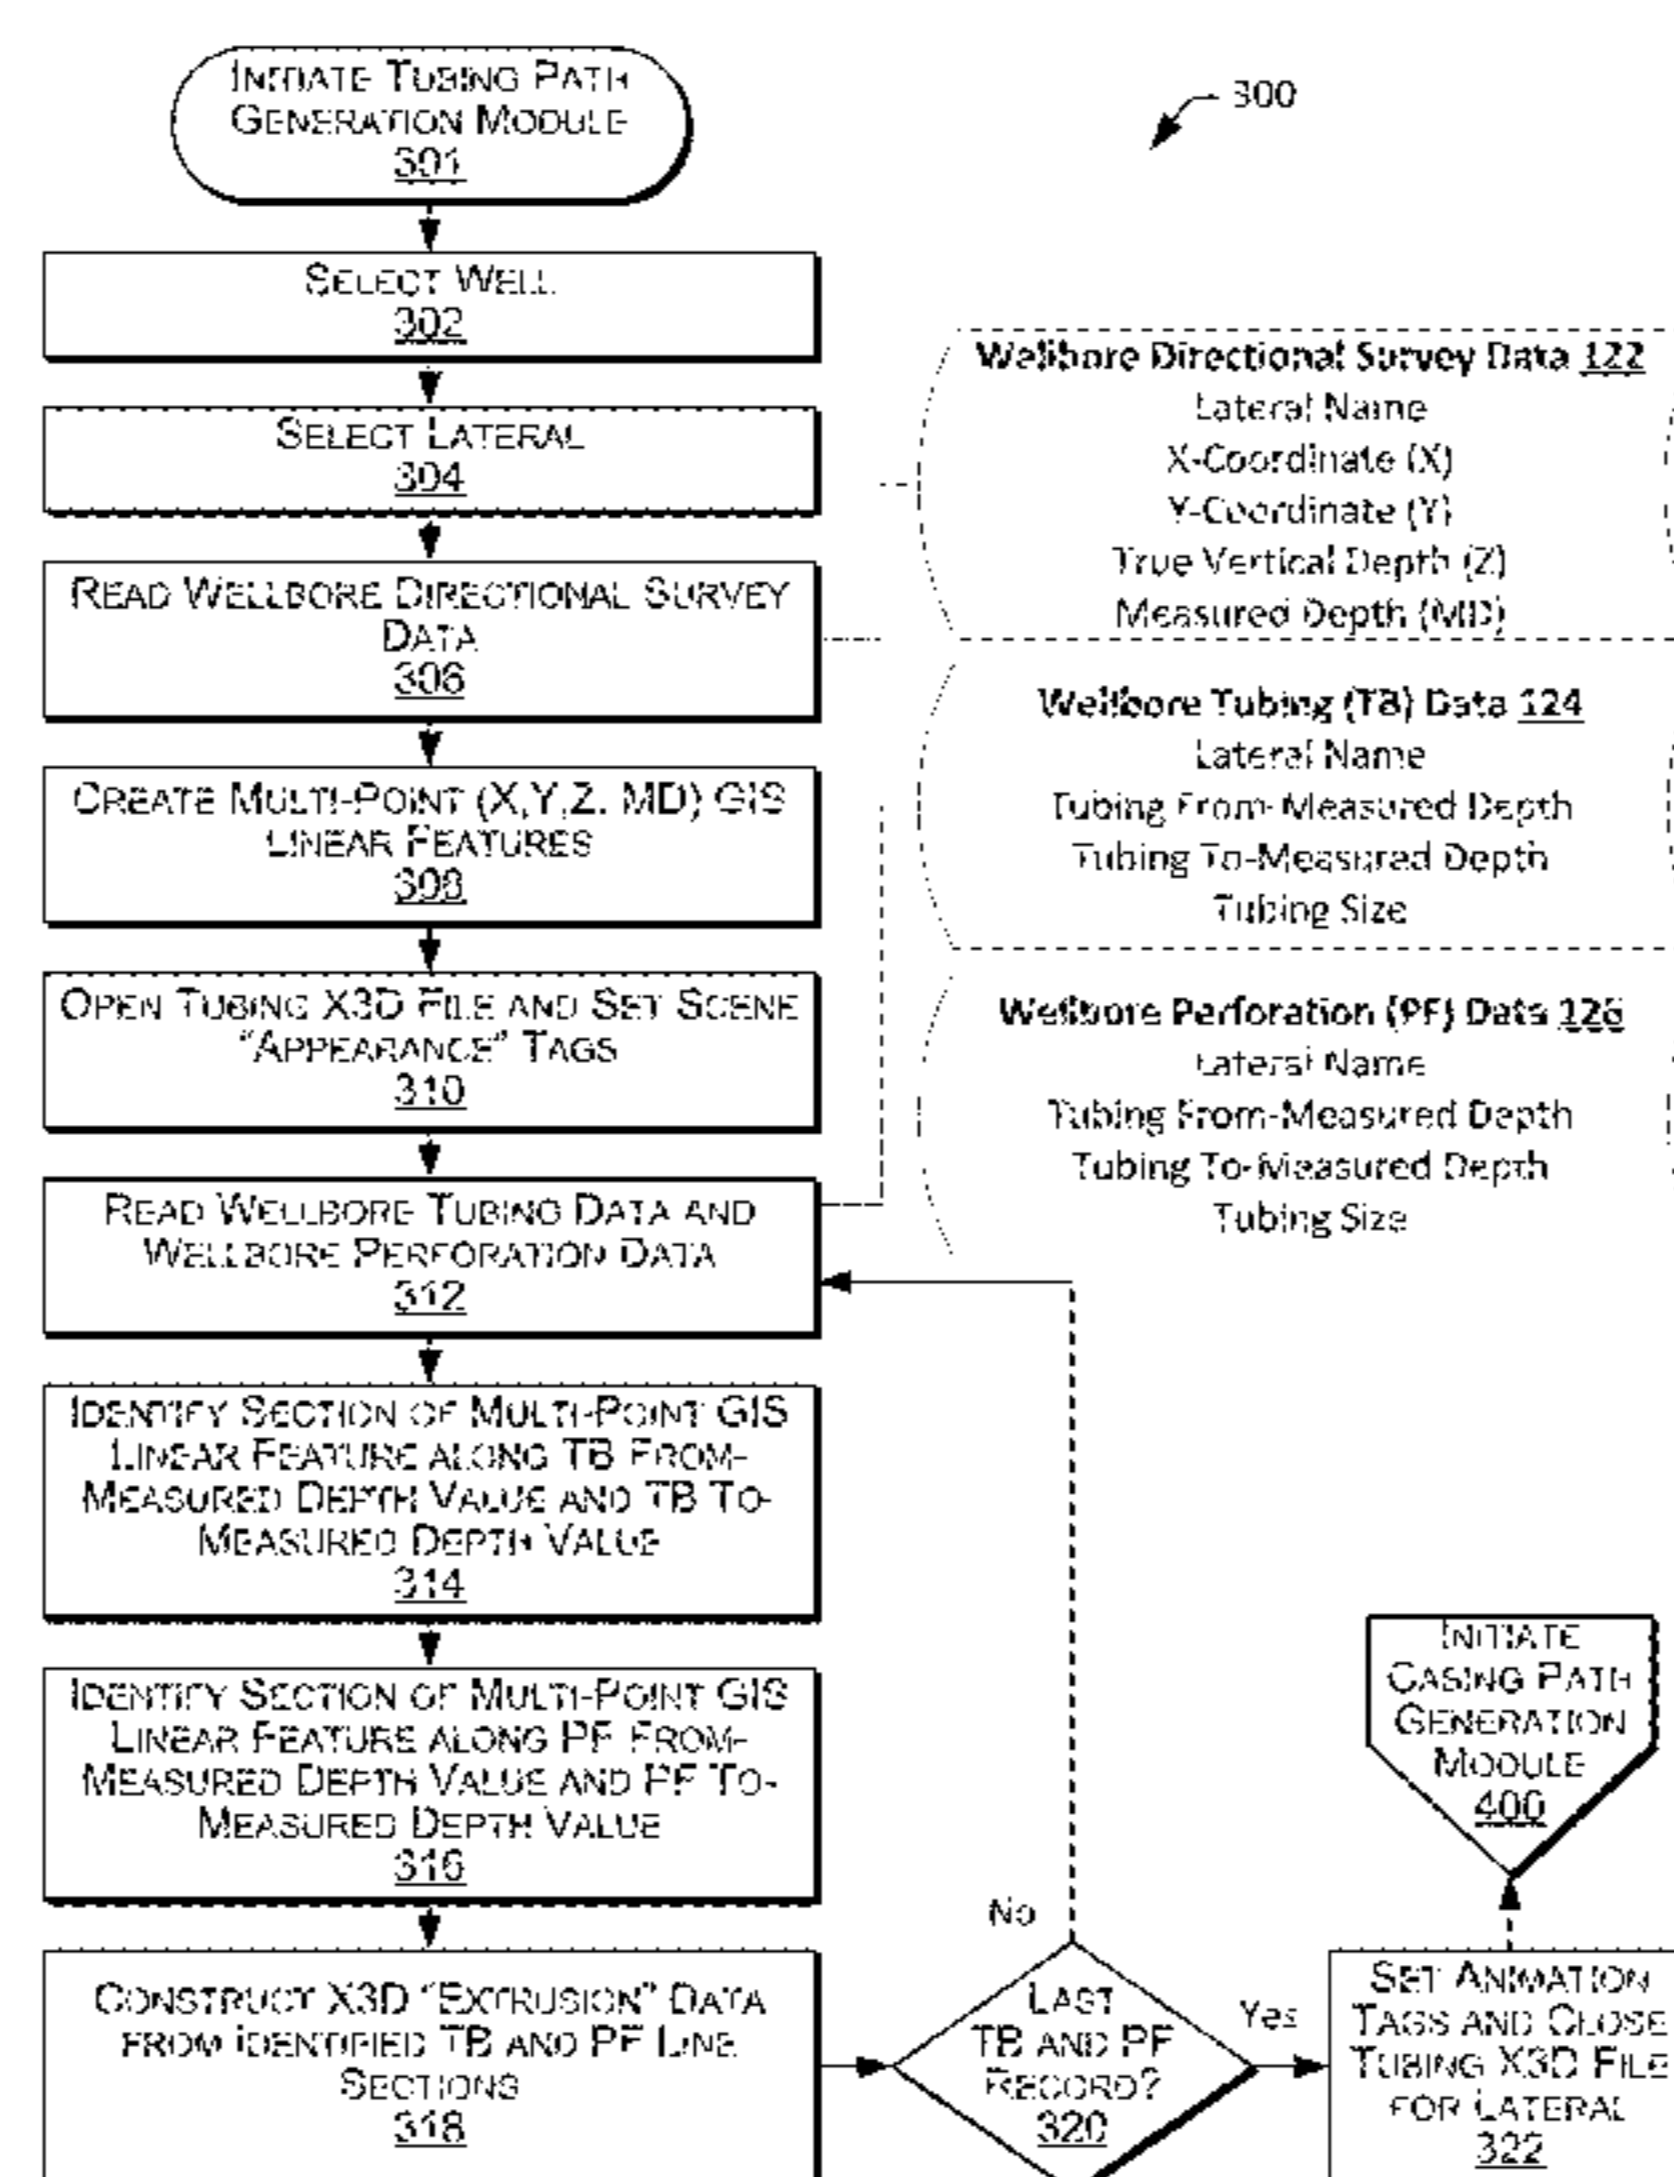 INITIATE TUBING PATH
GENERATION MODULE
301
300
SELECT WELL
302
SELECT LATERAL
304
READ WELLBORE DIRECTIONAL SURVEY
DATA
306
CREATE MULTI-POINT (X,Y,Z, MD) GIS
LINEAR FEATURES
308
OPEN TUBING X3D FILE AND SET SCENE
"APPEARANCE" TAGS
310
READ WELLBORE TUBING DATA AND
WELLBORE PERFORATION DATA
312
IDENTIFY SECTION OF MULTI-POINT GIS
LINEAR FEATURE ALONG TB FROM-
MEASURED DEPTH VALUE AND TB TO-
MEASURED DEPTH VALUE
314
IDENTIFY SECTION OF MULTI-POINT GIS
LINEAR FEATURE ALONG PF FROM-
MEASURED DEPTH VALUE AND PF TO-
MEASURED DEPTH VALUE
316
CONSTRUCT X3D "EXTRUSION" DATA
FROM IDENTIFIED TB AND PF LINE
SECTIONS
318
Wellbore Directional Survey Data 122
Lateral Name
X-Coordinate (X)
Y-Coordinate (Y)
True Vertical Depth (Z)
Measured Depth (MD)
Wellbore Tubing (TB) Data 124
Lateral Name
Tubing From-Measured Depth
Tubing To-Measured Depth
Tubing Size
Wellbore Perforation (PF) Data 126
Lateral Name
Tubing From-Measured Depth
Tubing To-Measured Depth
Tubing Size
No
LAST
TB AND PF
RECORD?
320
Yes
SET ANIMATION
TAGS AND CLOSE
TUBING X3D FILE
FOR LATERAL
322
INITIATE
CASING PATH
GENERATION
MODULE
400